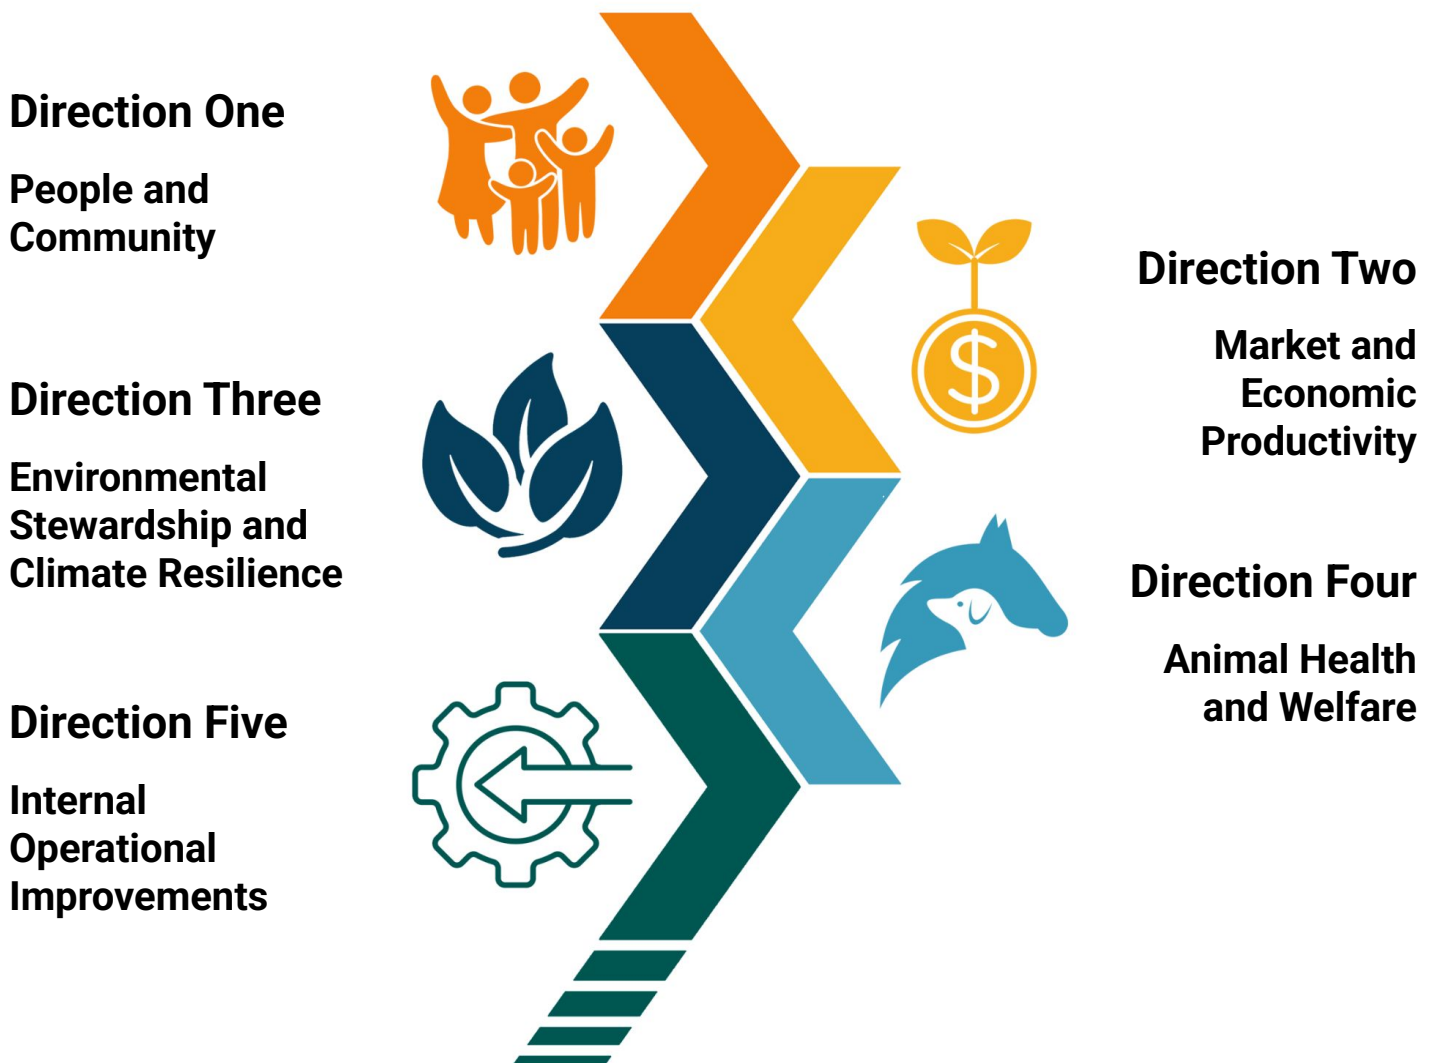 Direction One
People and
Community
Direction Two
Market and
Economic
Productivity
Direction Three
Environmental
Stewardship and
Climate Resilience
Direction Four
Animal Health
and Welfare
Direction Five
Internal
Operational
Improvements
$